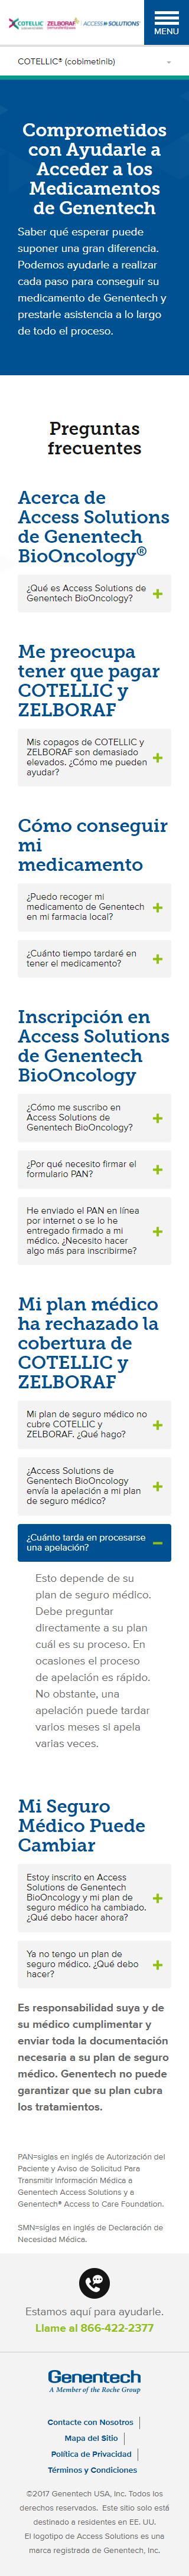 COTELLIC ZELBORAF ACCESS SOLUTIONS
MENU
COTELLIC® (cobimetinib)
Comprometidos
con Ayudarle a
Acceder a los
Medicamentos
de Genentech
Saber qué esperar puede
suponer una gran diferencia.
Podemos ayudarle a realizar
cada paso para conseguir su
medicamento de Genentech y
prestarle asistencia a lo largo
de todo el proceso.
Preguntas
frecuentes
Acerca de
Access Solutions
de Genentech
BioOncology®
¿Qué es Access Solutions de
Genentech BioOncology?
Me preocupa
tener que pagar
COTELLIC y
ZELBORAF
Mis copagos de COTELLIC y
ZELBORAF son demasiado
elevados. ¿Cómo me pueden
ayudar?
Cómo conseguir
mi
medicamento
¿Puedo recoger mi
medicamento de Genentech
en mi farmacia local?
¿Cuánto tiempo tardaré en
tener el medicamento?
Inscripción en
Access Solutions
de Genentech
BioOncology
¿Cómo me suscribo en
Access Solutions de
Genentech BioOncology?
¿Por qué necesito firmar el
formulario PAN?
He enviado el PAN en línea
por internet o se lo he
entregado firmado a mi
médico. ¿Necesito hacer
algo más para inscribirme?
Mi plan médico
ha rechazado la
cobertura de
COTELLIC y
ZELBORAF
Mi plan de seguro médico no
cubre COTELLIC y
ZELBORAF. ¿Qué hago?
¿Access Solutions de
Genentech BioOncology
envía la apelación a mi plan
de seguro médico?
¿Cuánto tarda en procesarse
una apelación?
Esto depende de su
plan de seguro médico.
Debe preguntar
directamente a su plan
cuál es su proceso. En
ocasiones el proceso
de apelación es rápido.
No obstante, una
apelación puede tardar
varios meses si apela
varias veces.
Mi Seguro
Médico Puede
Cambiar
Estoy inscrito en Access
Solutions de Genentech
BioOncology y mi plan de
seguro médico ha cambiado.
¿Qué debo hacer ahora?
Ya no tengo un plan de
seguro médico. ¿Qué debo
hacer?
Es responsabilidad suya y de
su médico cumplimentar y
enviar toda la documentación
necesaria a su plan de seguro
médico. Genentech no puede
garantizar que su plan cubra
los tratamientos.
PAN=siglas en inglés de Autorización del
Paciente y Aviso de Solicitud Para
Transmitir Información Médica a
Genentech Access Solutions y a
Genentech® Access to Care Foundation.
SMN=siglas en inglés de Declaración de
Necesidad Médica.
Estamos aquí para ayudarle.
Llame al 866-422-2377
Genentech
A Member of the Roche Group
Contacte con Nosotros
Mapa del Sitio
Política de Privacidad
Términos y Condiciones
©2017 Genentech USA, Inc. Todos los
derechos reservados. Este sitio solo está
destinado a residentes en EE. UU.
El logotipo de Access Solutions es una
marca registrada de Genentech, Inc.